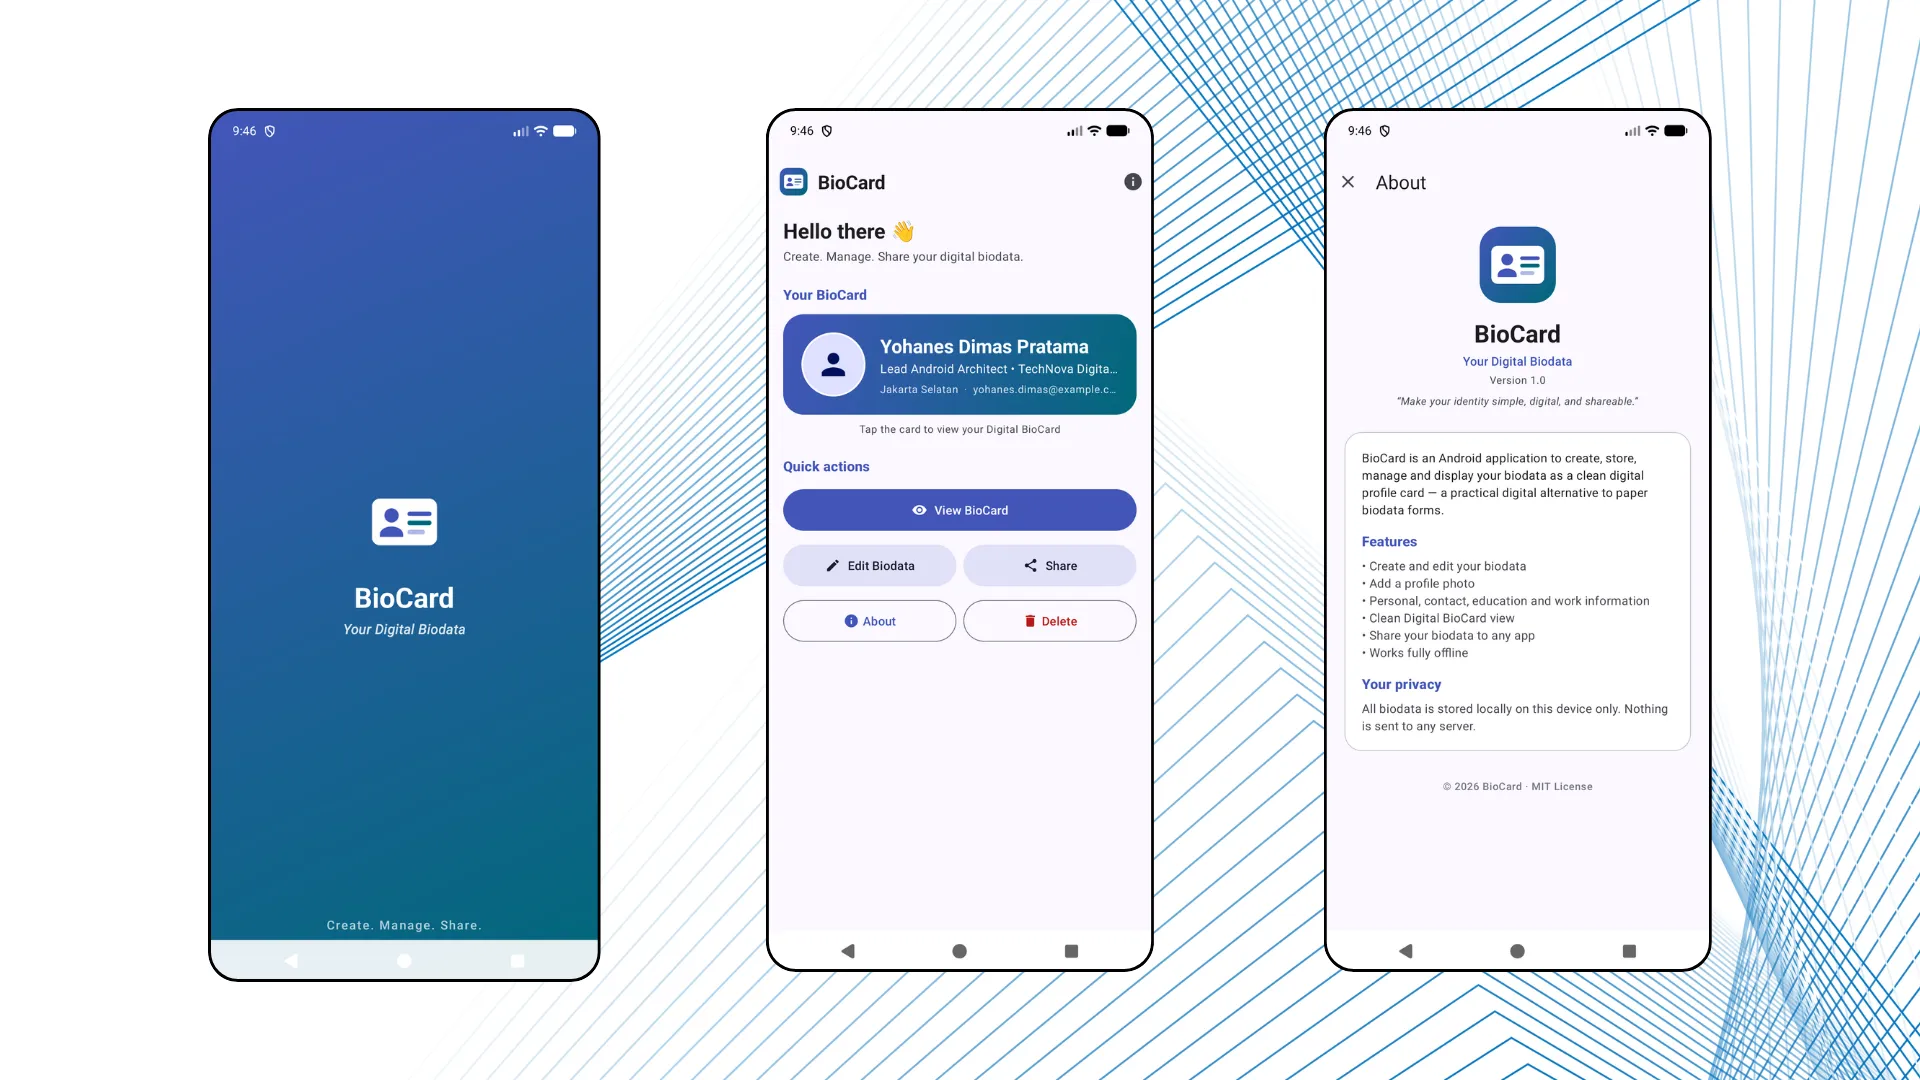 9:46
BioCard
Your Digital Biodata
Create. Manage. Share.
9:46
BioCard
Hello there 👋
Create. Manage. Share your digital biodata.
Your BioCard
Yohanes Dimas Pratama
Lead Android Architect • TechNova Digita...
Jakarta Selatan · yohanes.dimas@example.c...
Tap the card to view your Digital BioCard
Quick actions
View BioCard
Edit Biodata
Share
About
Delete
9:46
About
BioCard
Your Digital Biodata
Version 1.0
"Make your identity simple, digital, and shareable."
BioCard is an Android application to create, store,
manage and display your biodata as a clean digital
profile card — a practical digital alternative to paper
biodata forms.
Features
• Create and edit your biodata
• Add a profile photo
• Personal, contact, education and work information
• Clean Digital BioCard view
• Share your biodata to any app
• Works fully offline
Your privacy
All biodata is stored locally on this device only. Nothing
is sent to any server.
© 2026 BioCard · MIT License